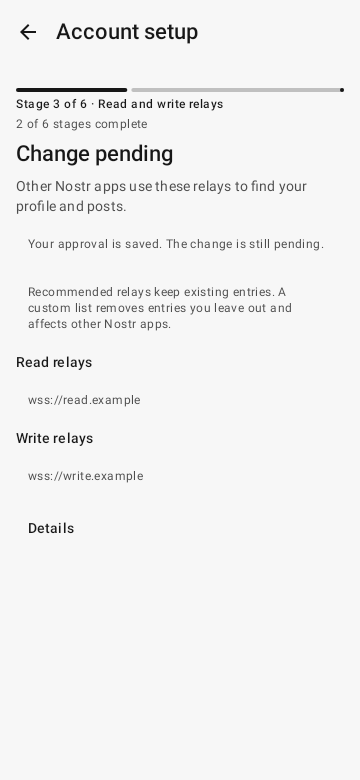 Account setup
Stage 3 of 6 · Read and write relays
2 of 6 stages complete
Change pending
Other Nostr apps use these relays to find your
profile and posts.
Your approval is saved. The change is still pending.
Recommended relays keep existing entries. A
custom list removes entries you leave out and
affects other Nostr apps.
Read relays
wss://read.example
Write relays
wss://write.example
Details